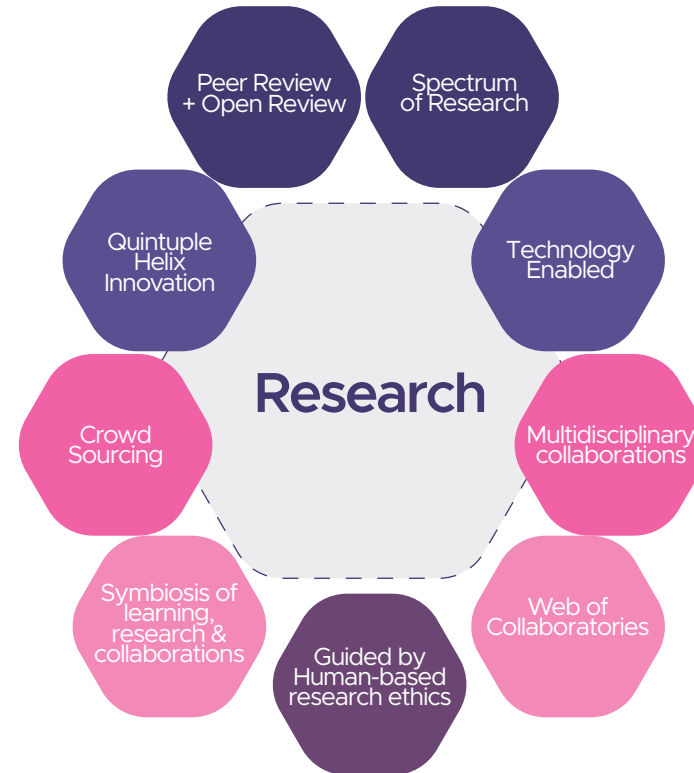 Peer Review
+ Open Review
Spectrum
of Research
Quintuple
Helix
Innovation
Technology
Enabled
Research
Crowd
Sourcing
Multidisciplinary
collaborations
Symbiosis of
learning,
research &
collaborations
Web of
Collaboratories
Guided by
Human-based
research ethics